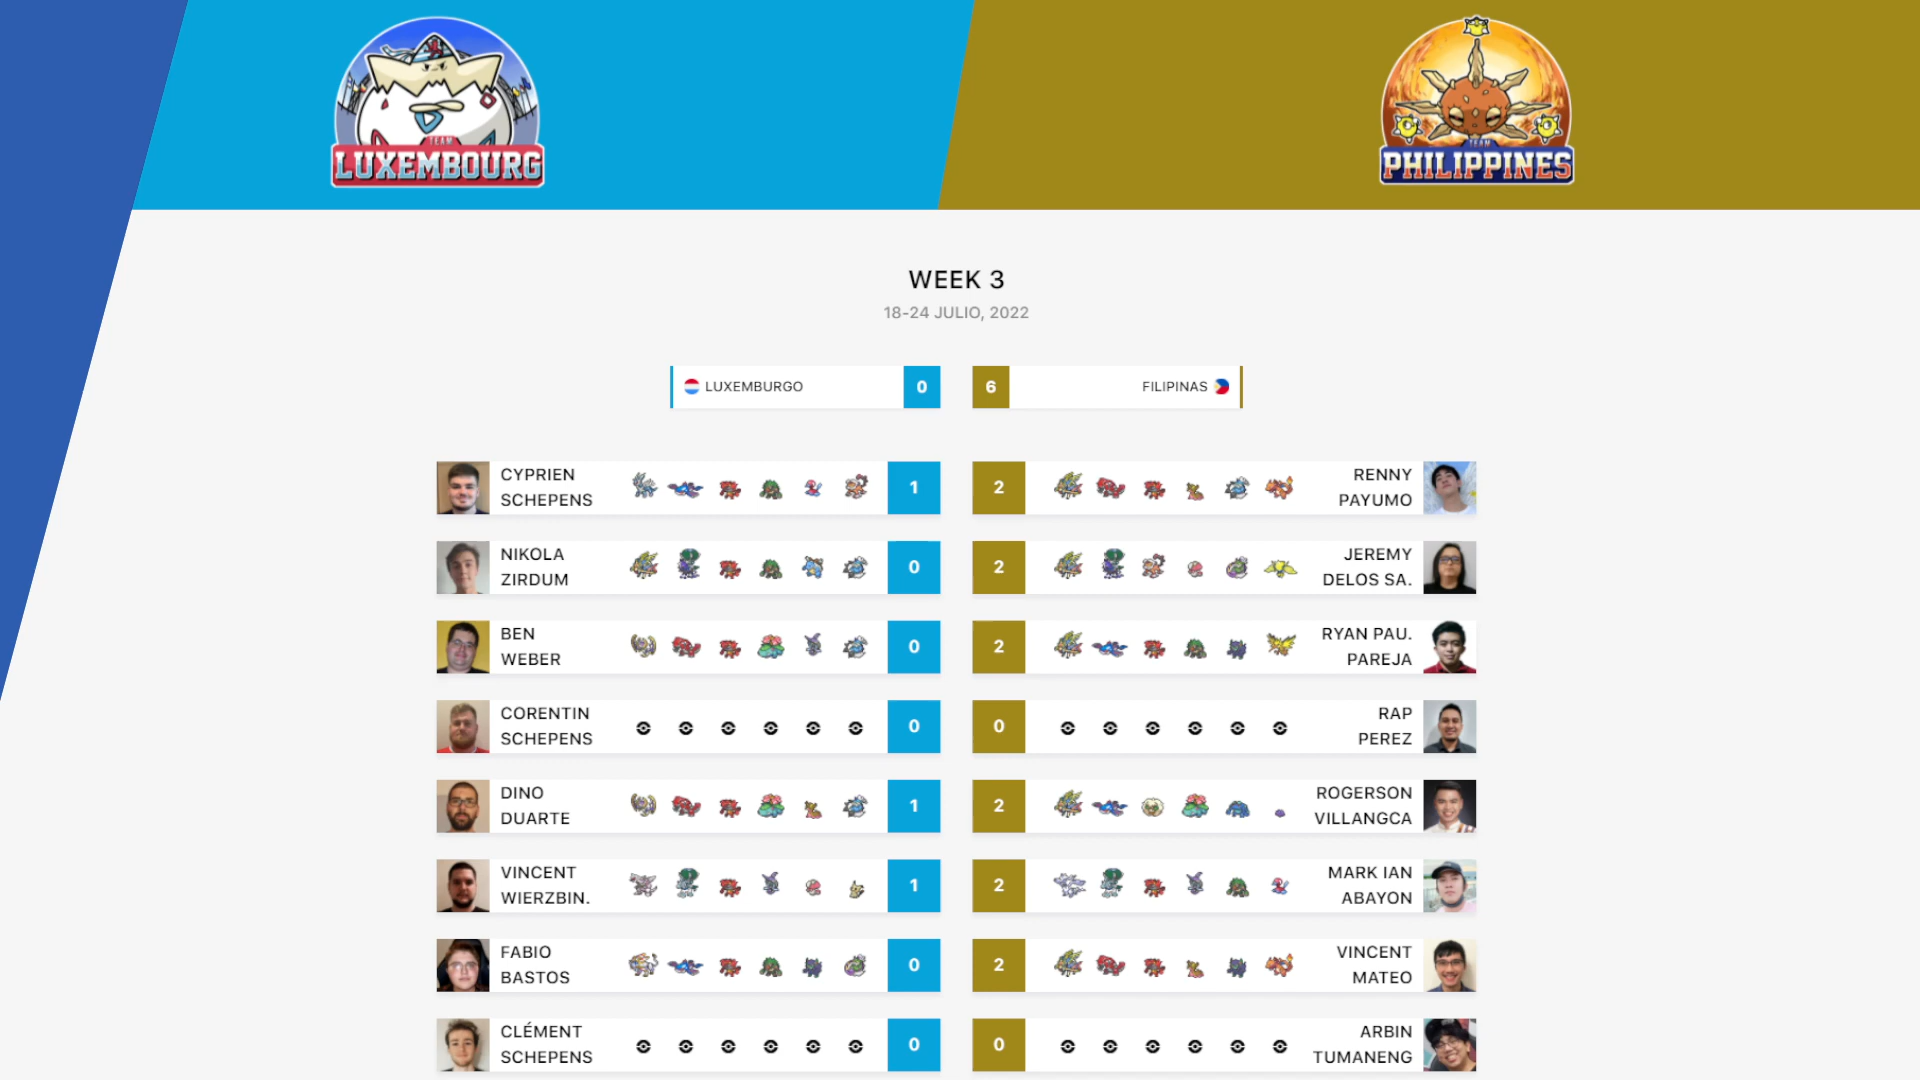 TEAM
LUXEMBOURG
TEAM
PHILIPPINES
WEEK 3
18-24 JULIO, 2022
LUXEMBURGO 0
6 FILIPINAS
CYPRIEN
SCHEPENS
1
2
RENNY
PAYUMO
NIKOLA
ZIRDUM
0
2
JEREMY
DELOS SA.
BEN
WEBER
0
2
RYAN PAU.
PAREJA
CORENTIN
SCHEPENS
0
0
RAP
PEREZ
DINO
DUARTE
1
2
ROGERSON
VILLANGCA
VINCENT
WIERZBIN.
1
2
MARK IAN
ABAYON
FABIO
BASTOS
0
2
VINCENT
MATEO
CLÉMENT
SCHEPENS
0
0
ARBIN
TUMANENG